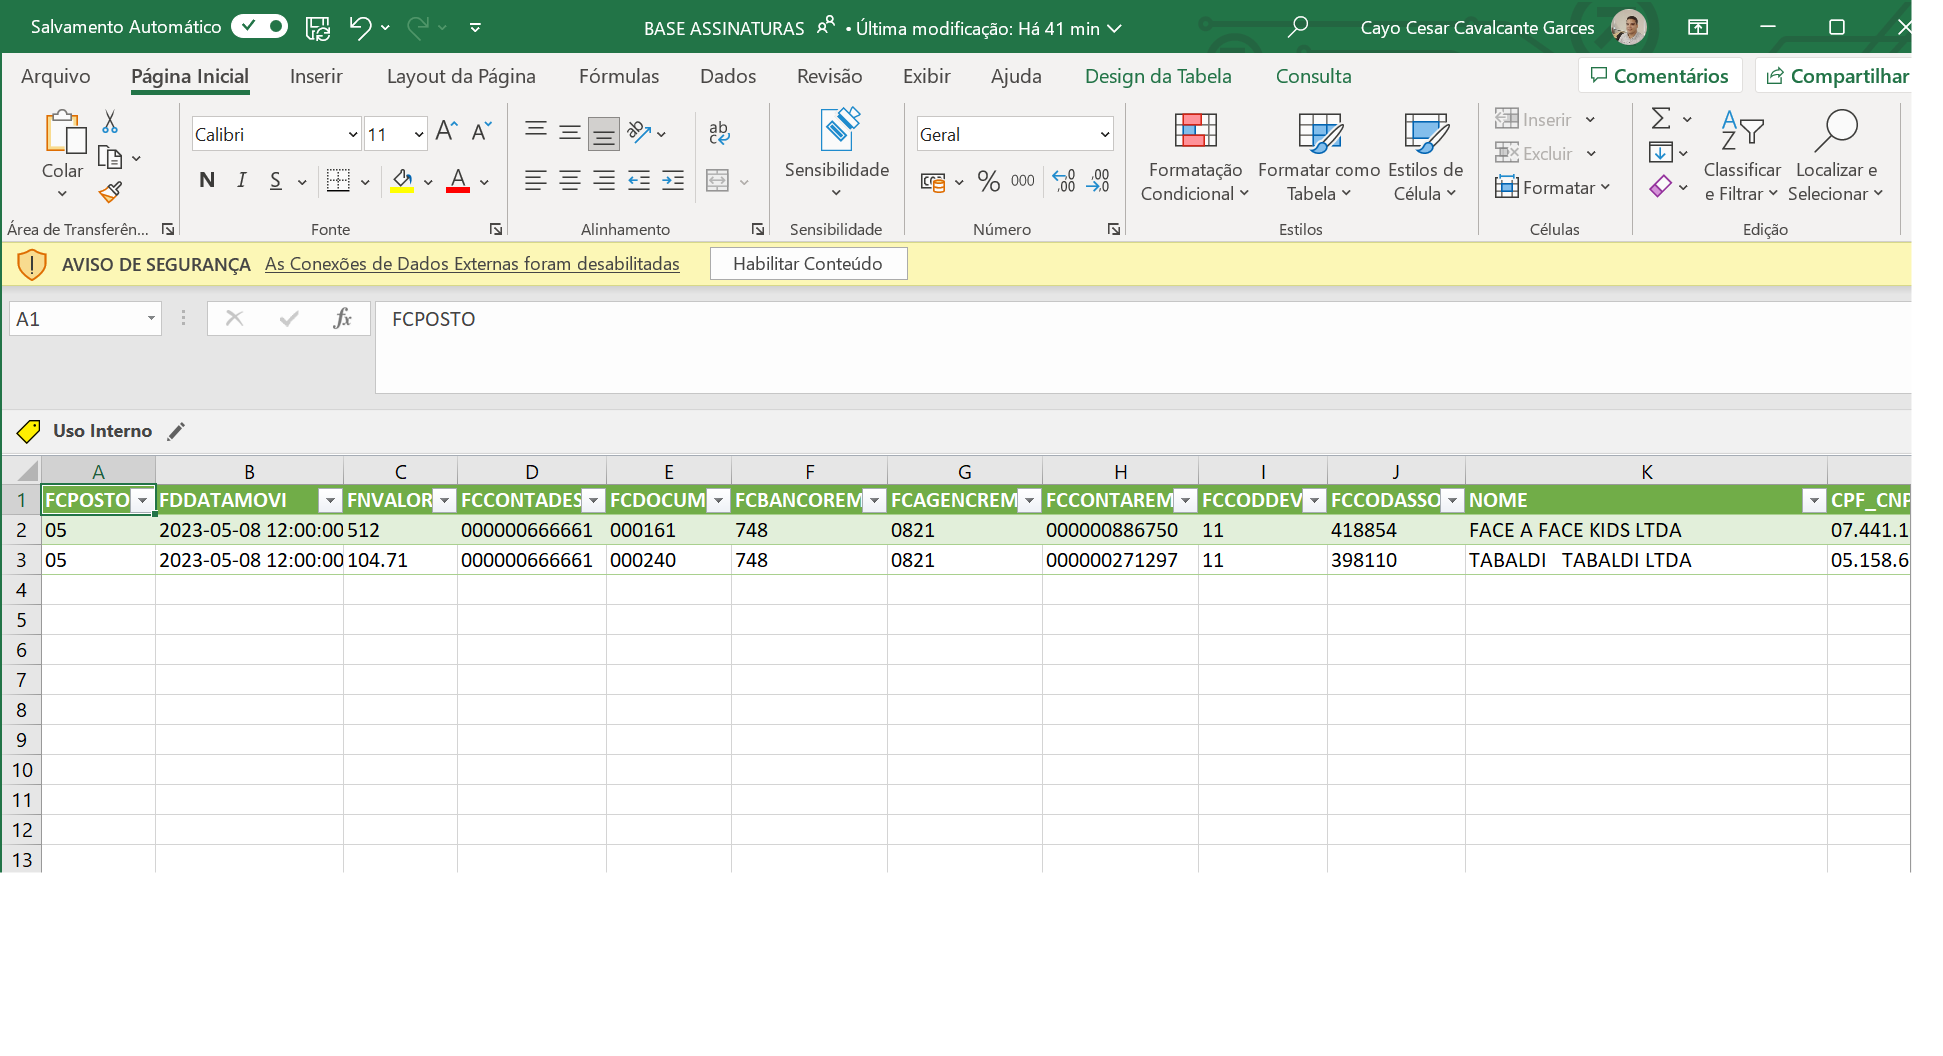 Salvamento Automático
BASE ASSINATURAS • Última modificação: Há 41 min
Cayo Cesar Cavalcante Garces
Arquivo Página Inicial Inserir Layout da Página Fórmulas Dados Revisão Exibir Ajuda Design da Tabela Consulta Comentários Compartilhar
Colar
Área de Transferên...
Calibri 11
N I S A
Fonte
ab
Alinhamento
Sensibilidade
Sensibilidade
Geral
% 000 ,00
Número
Formatação Condicional
Formatar como Tabela
Estilos de Célula
Estilos
Inserir
Excluir
Formatar
Células
Classificar e Filtrar
Localizar e Selecionar
Edição
AVISO DE SEGURANÇA As Conexões de Dados Externas foram desabilitadas Habilitar Conteúdo
A1 fx FCPOSTO
Uso Interno
A B C D E F G H I J K
1 FCPOSTO FDDATAMOVI FNVALOR FCCONTADES FCDOCUM FCBANCOREM FCAGENCREM FCCONTAREM FCCODDEV FCCODASSO NOME CPF_CNP
2 05 2023-05-08 12:00:00 512 000000666661 000161 748 0821 000000886750 11 418854 FACE A FACE KIDS LTDA 07.441.1
3 05 2023-05-08 12:00:00 104.71 000000666661 000240 748 0821 000000271297 11 398110 TABALDI TABALDI LTDA 05.158.6
4
5
6
7
8
9
10
11
12
13